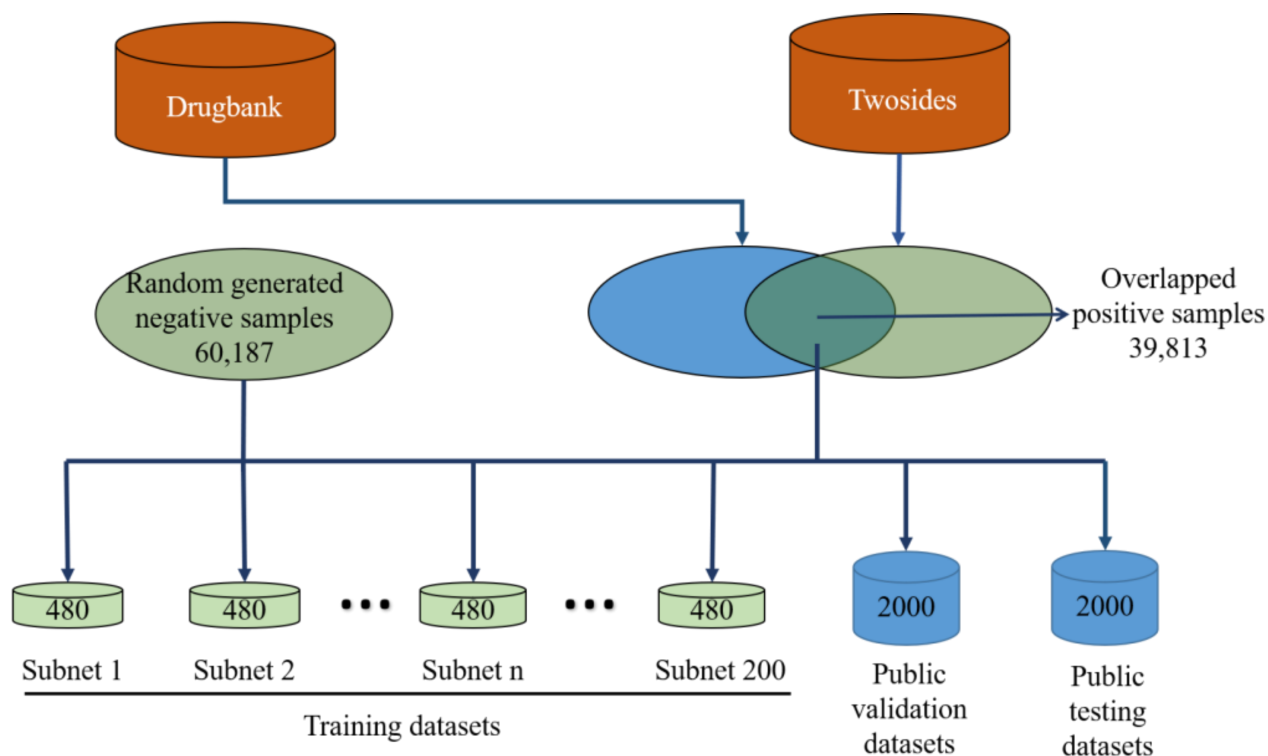 Drugbank
Twosides
Random generated
negative samples
60,187
Overlapped
positive samples
39,813
480
480
480
480
2000
2000
Subnet 1
Subnet 2
Subnet n
Subnet 200
Training datasets
Public
validation
datasets
Public
testing
datasets